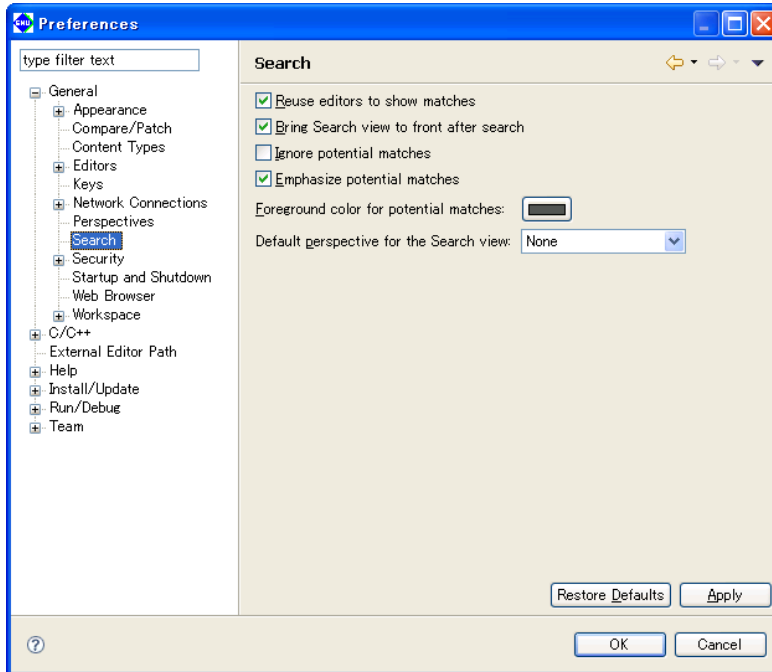 GNU Preferences
type filter text
General
Appearance
Compare/Patch
Content Types
Editors
Keys
Network Connections
Perspectives
Search
Security
Startup and Shutdown
Web Browser
Workspace
C/C++
External Editor Path
Help
Install/Update
Run/Debug
Team
Search
Reuse editors to show matches
Bring Search view to front after search
Ignore potential matches
Emphasize potential matches
Foreground color for potential matches:
Default perspective for the Search view: None
Restore Defaults Apply
? OK Cancel